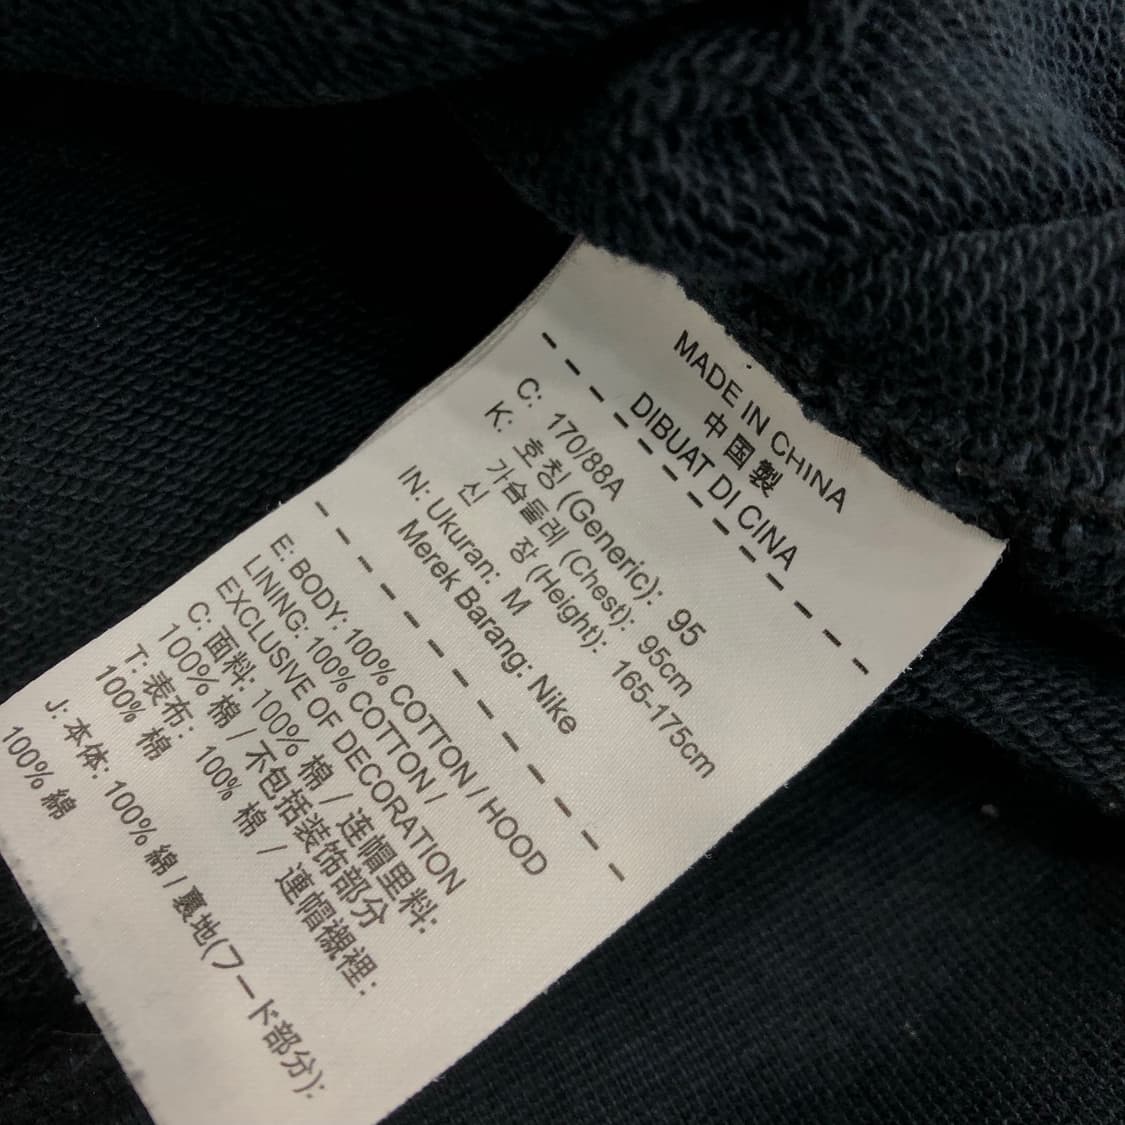 MADE IN CHINA
中国製
DIBUAT DI CINA
C: 170/88A
K: 호칭 (Generic): 95
가슴둘레 (Chest): 95cm
신 장 (Height): 165-175cm
IN: Ukuran: M
Merek Barang: Nike
E: BODY: 100% COTTON / HOOD
LINING: 100% COTTON /
EXCLUSIVE OF DECORATION
C: 面料: 100% 棉 / 连帽里料:
100% 棉 / 不包括装饰部分
T: 表布: 100% 棉 / 連帽襯裡:
100% 棉
J: 本体: 100% 綿 / 裏地(フード部分):
100% 綿